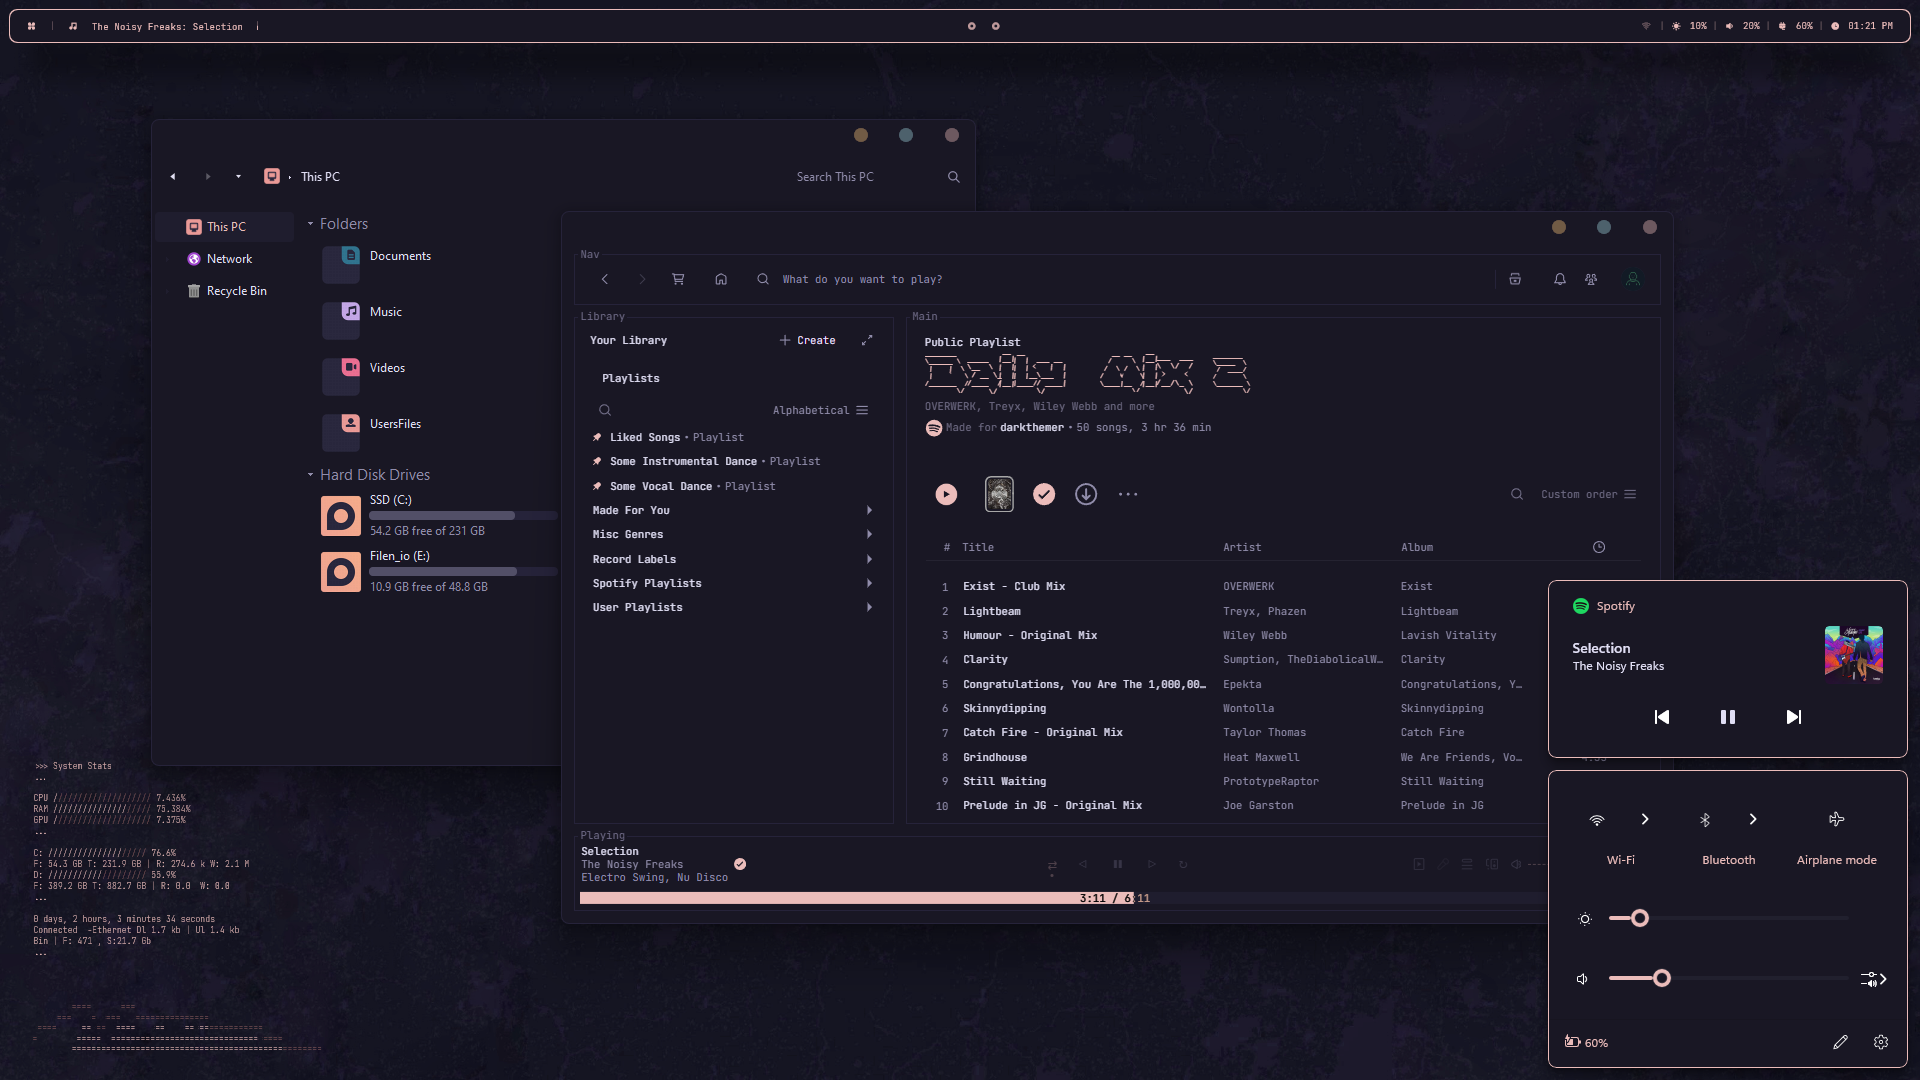 The Noisy Freaks: Selection
10%
20%
60%
01:21 PM
This PC
Search This PC
This PC
Network
Recycle Bin
Folders
Documents
Music
Videos
UsersFiles
Hard Disk Drives
SSD (C:)
54.2 GB free of 231 GB
Filen_io (E:)
10.9 GB free of 48.8 GB
Nav
What do you want to play?
Library
Your Library
Create
Playlists
Alphabetical
Liked Songs • Playlist
Some Instrumental Dance • Playlist
Some Vocal Dance • Playlist
Made For You
Misc Genres
Record Labels
Spotify Playlists
User Playlists
Main
Public Playlist
Daily Mix 2
OVERWERK, Treyx, Wiley Webb and more
Made for darkthemer • 50 songs, 3 hr 36 min
Custom order
# Title Artist Album
1 Exist - Club Mix OVERWERK Exist
2 Lightbeam Treyx, Phazen Lightbeam
3 Humour - Original Mix Wiley Webb Lavish Vitality
4 Clarity Sumption, TheDiabolicalW… Clarity
5 Congratulations, You Are The 1,000,00… Epekta Congratulations, Y…
6 Skinnydipping Wontolla Skinnydipping
7 Catch Fire - Original Mix Taylor Thomas Catch Fire
8 Grindhouse Heat Maxwell We Are Friends, Vo…
9 Still Waiting PrototypeRaptor Still Waiting
10 Prelude in JG - Original Mix Joe Garston Prelude in JG
Playing
Selection
The Noisy Freaks
Electro Swing, Nu Disco
3:11 / 6:11
Spotify
Selection
The Noisy Freaks
Wi-Fi
Bluetooth
Airplane mode
60%
>>> System Stats
...
CPU //////////////////// 7.436%
RAM //////////////////// 75.384%
GPU //////////////////// 7.375%
...
C: //////////////////// 76.6%
F: 54.3 GB T: 231.9 GB | R: 274.6 k W: 2.1 M
D: //////////////////// 55.9%
F: 389.2 GB T: 882.7 GB | R: 0.0 W: 0.0
...
0 days, 2 hours, 3 minutes 34 seconds
Connected -Ethernet Dl 1.7 kb | Ul 1.4 kb
Bin | F: 471 , S:21.7 Gb
...